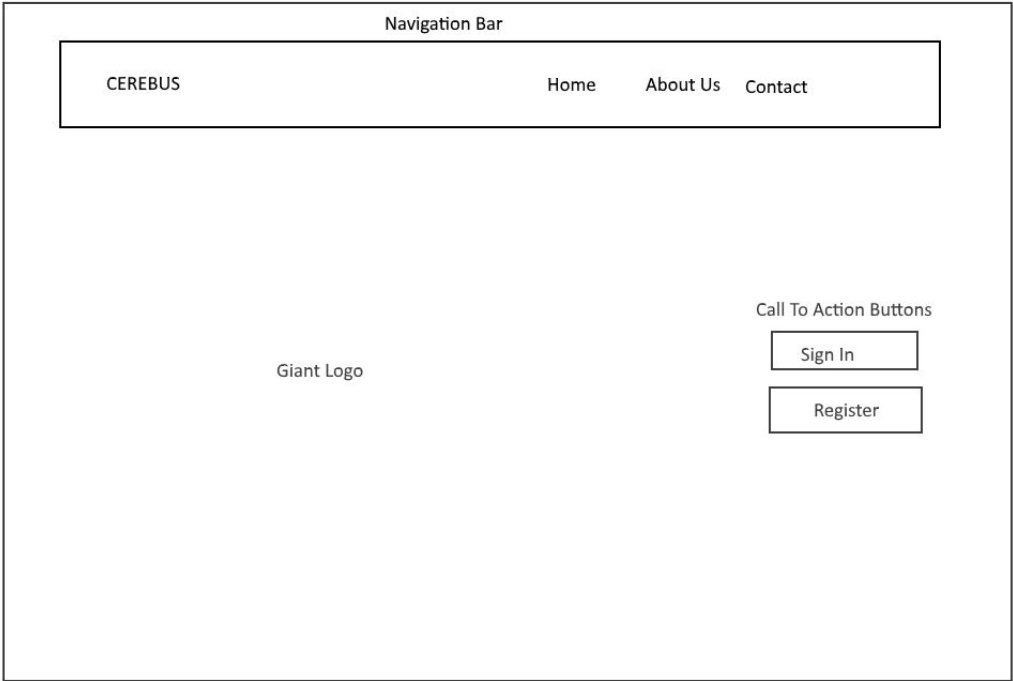 Navigation Bar
CEREBUS
Home
About Us
Contact
Call To Action Buttons
Sign In
Giant Logo
Register